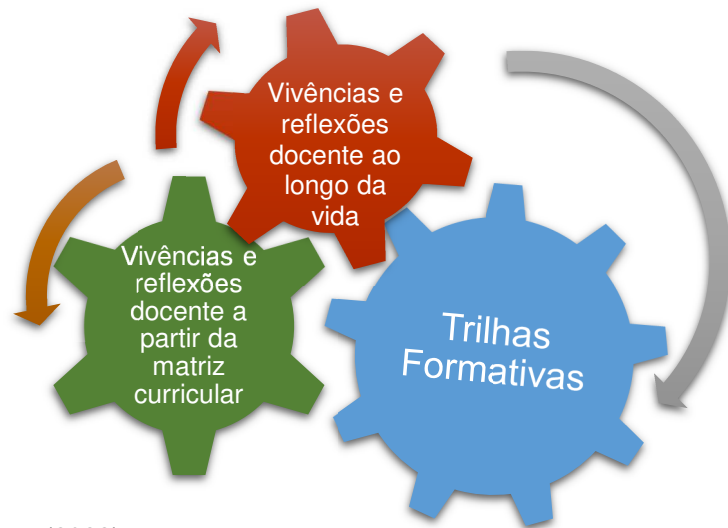 Vivências e
reflexões
docente ao
longo da
vida
Vivências e
reflexões
docente a
partir da
matriz
curricular
Trilhas
Formativas